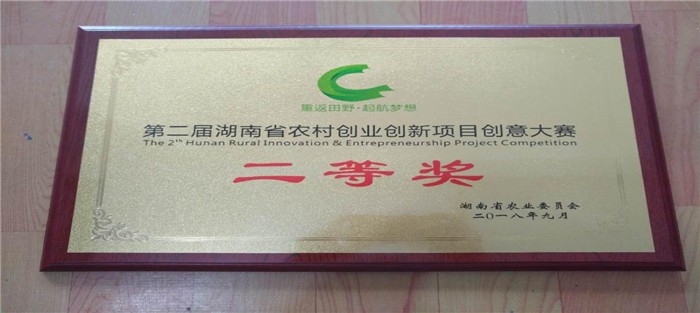 重返田野·起航梦想
第二届湖南省农村创业创新项目创意大赛
The 2th Hunan Rural Innovation & Entrepreneurship Project Competition
二等奖
湖南省农业委员会
二〇一八年九月